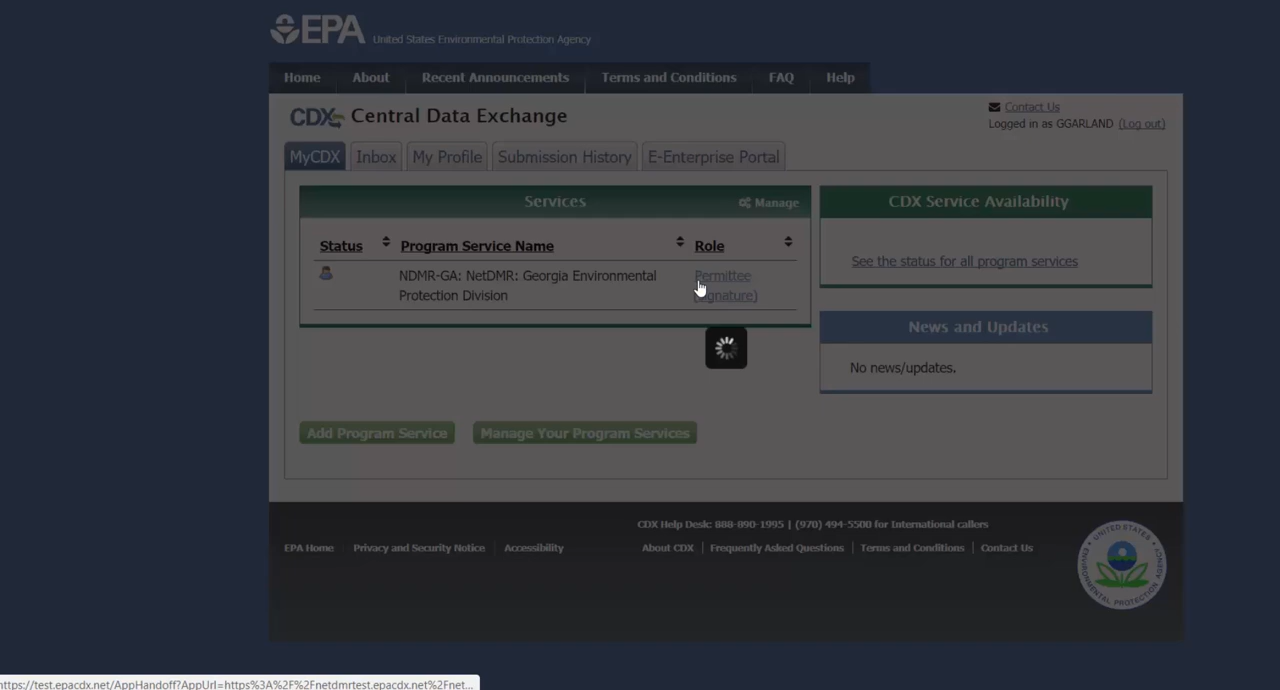 EPA United States Environmental Protection Agency
Home About Recent Announcements Terms and Conditions FAQ Help
CDX Central Data Exchange
Contact Us
Logged in as GGARLAND (Log out)
MyCDX Inbox My Profile Submission History E-Enterprise Portal
Services Manage
Status Program Service Name Role
NDMR-GA: NetDMR: Georgia Environmental Protection Division
Permittee
(Signature)
CDX Service Availability
See the status for all program services
News and Updates
No news/updates.
Add Program Service Manage Your Program Services
CDX Help Desk: 888-890-1995 | (970) 494-5500 for International callers
EPA Home Privacy and Security Notice Accessibility
About CDX Frequently Asked Questions Terms and Conditions Contact Us
UNITED STATES
ENVIRONMENTAL PROTECTION AGENCY
https://test.epacdx.net/AppHandoff?AppUrl=https%3A%2F%2Fnetdmrtest.epacdx.net%2Fnet...